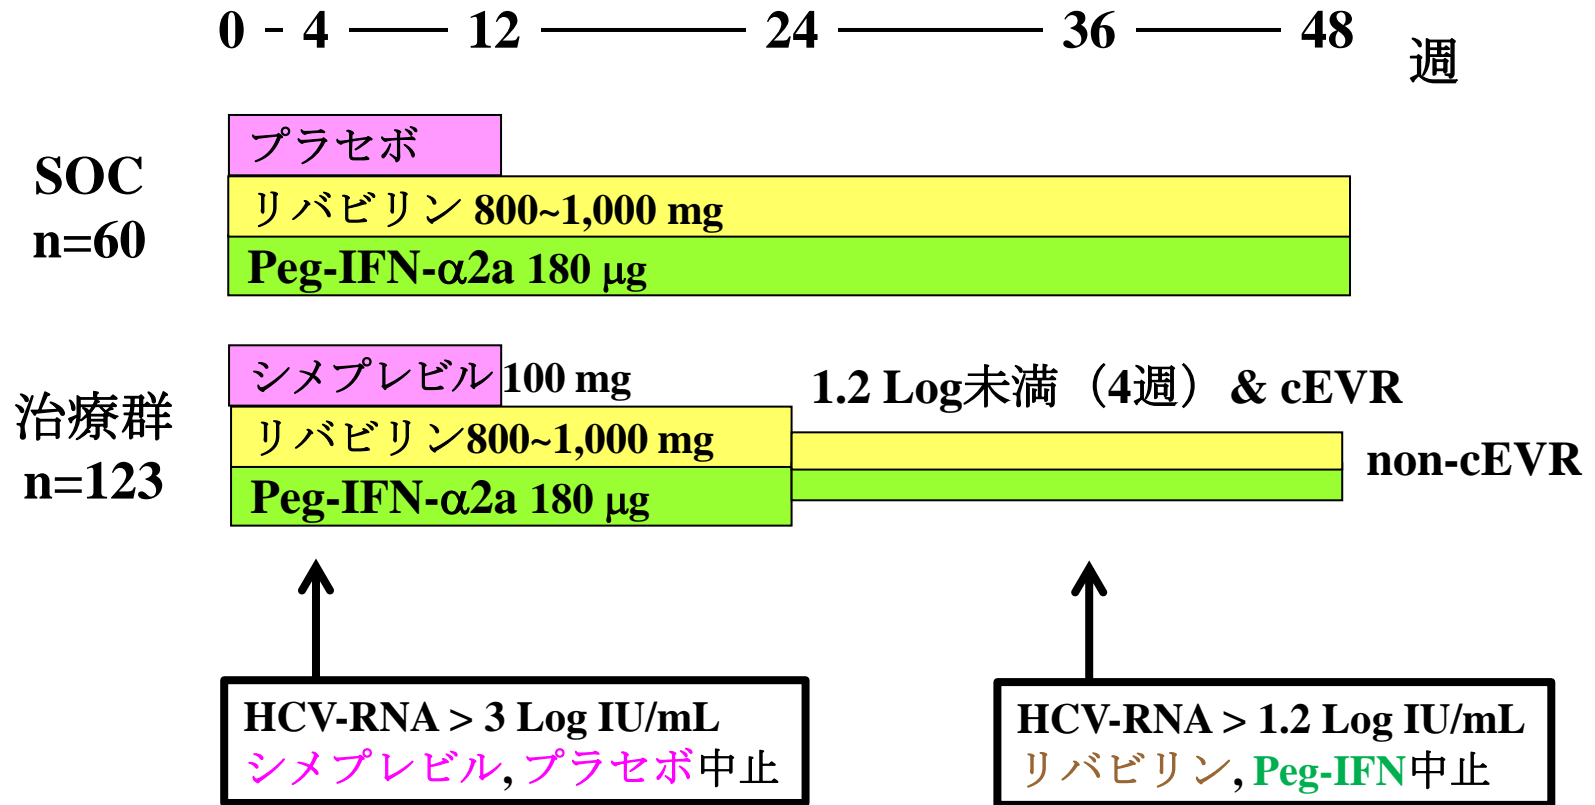 0 - 4 — 12 — 24 — 36 — 48 週
SOC
n=60
プラセボ
リバビリン 800~1,000 mg
Peg-IFN-α2a 180 μg
治療群
n=123
シメプレビル 100 mg
リバビリン800~1,000 mg
Peg-IFN-α2a 180 μg
1.2 Log未満（4週）& cEVR
non-cEVR
HCV-RNA > 3 Log IU/mL
シメプレビル, プラセボ中止
HCV-RNA > 1.2 Log IU/mL
リバビリン, Peg-IFN中止